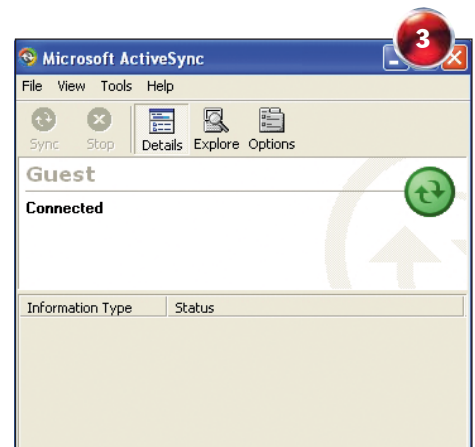 3
Microsoft ActiveSync
File View Tools Help
Sync Stop Details Explore Options
Guest
Connected
Information Type Status